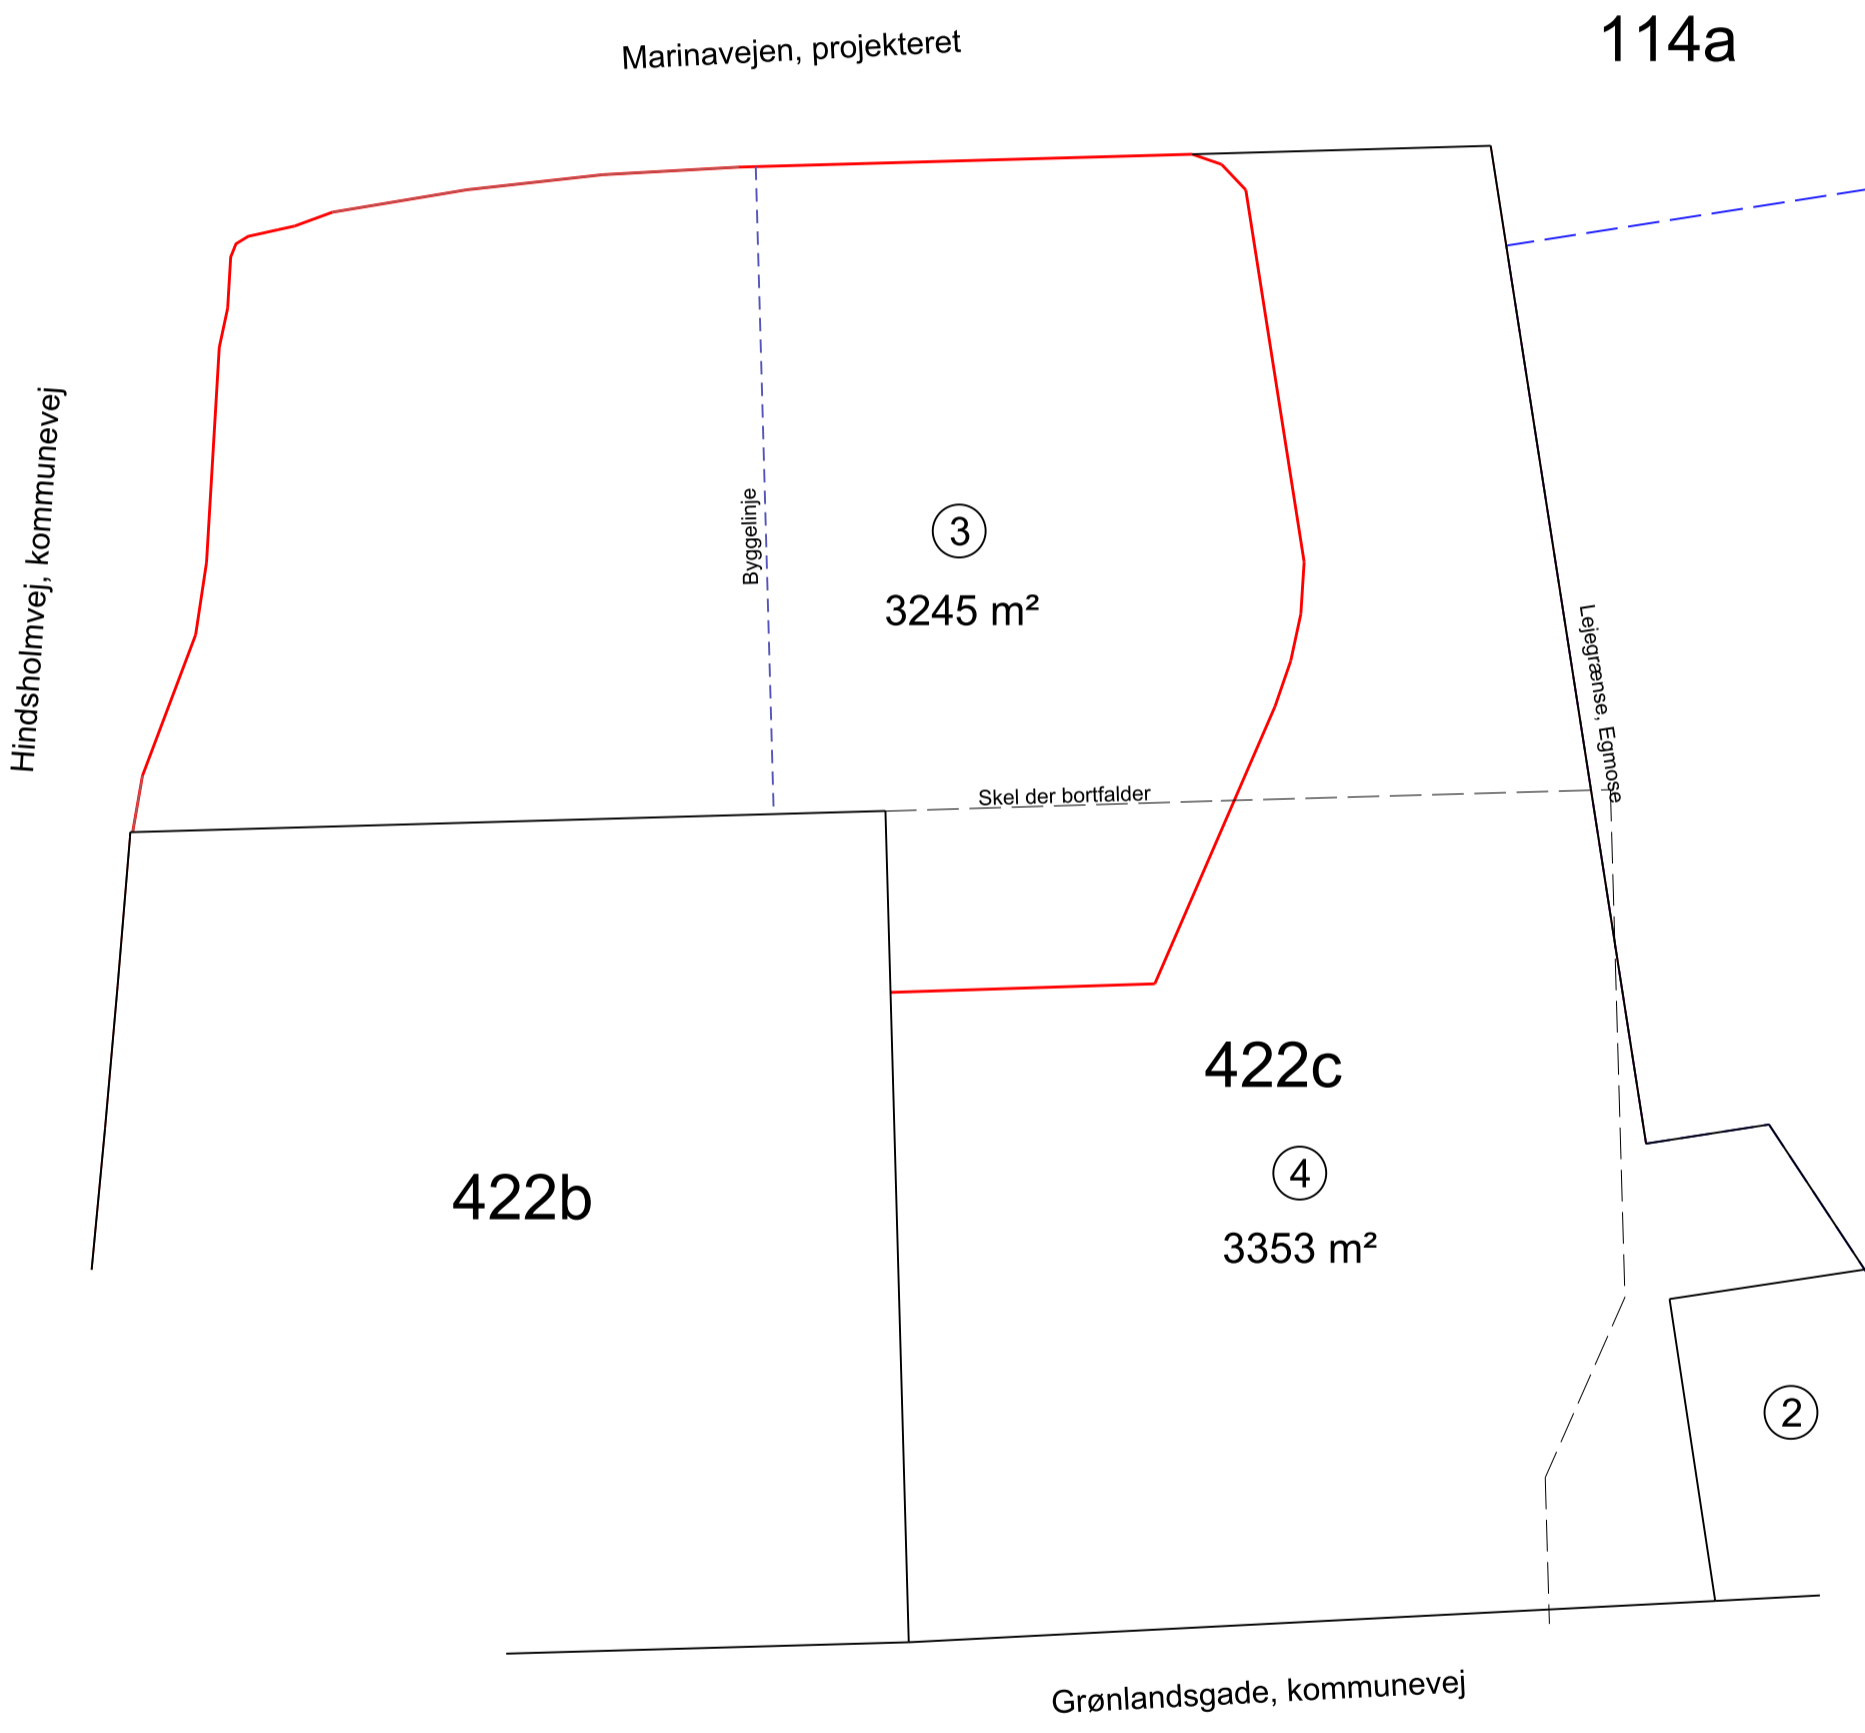 Marinavejen, projekteret
114a
Hindsholmvej, kommunevej
Byggelinje
3
3245 m²
Lejegrænse, Egmose
Skel der bortfalder
422c
4
3353 m²
422b
2
Grønlandsgade, kommunevej